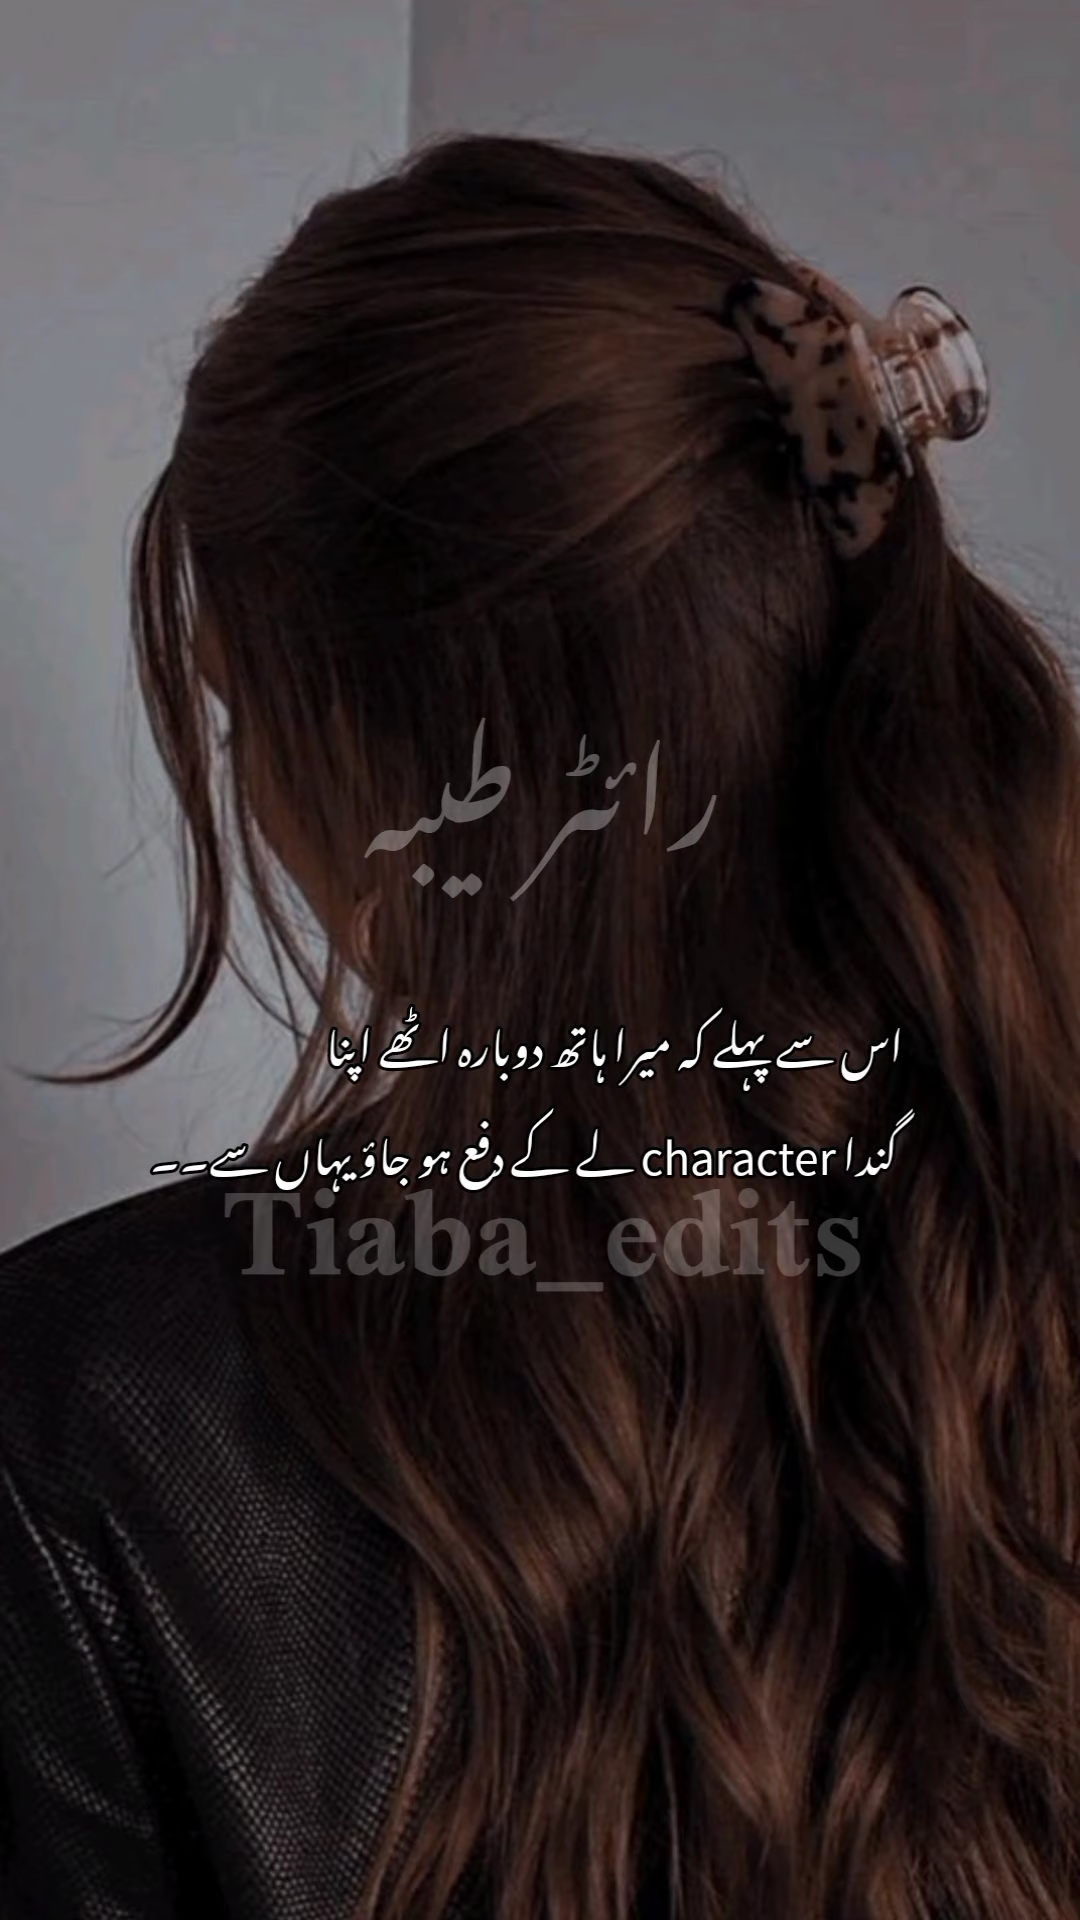 رائٹر طیبہ
اس سے پہلے کہ میرا ہاتھ دوبارہ اٹھے اپنا
گندا character لے کے دفع ہو جاؤ یہاں سے۔۔
Tiaba_edits